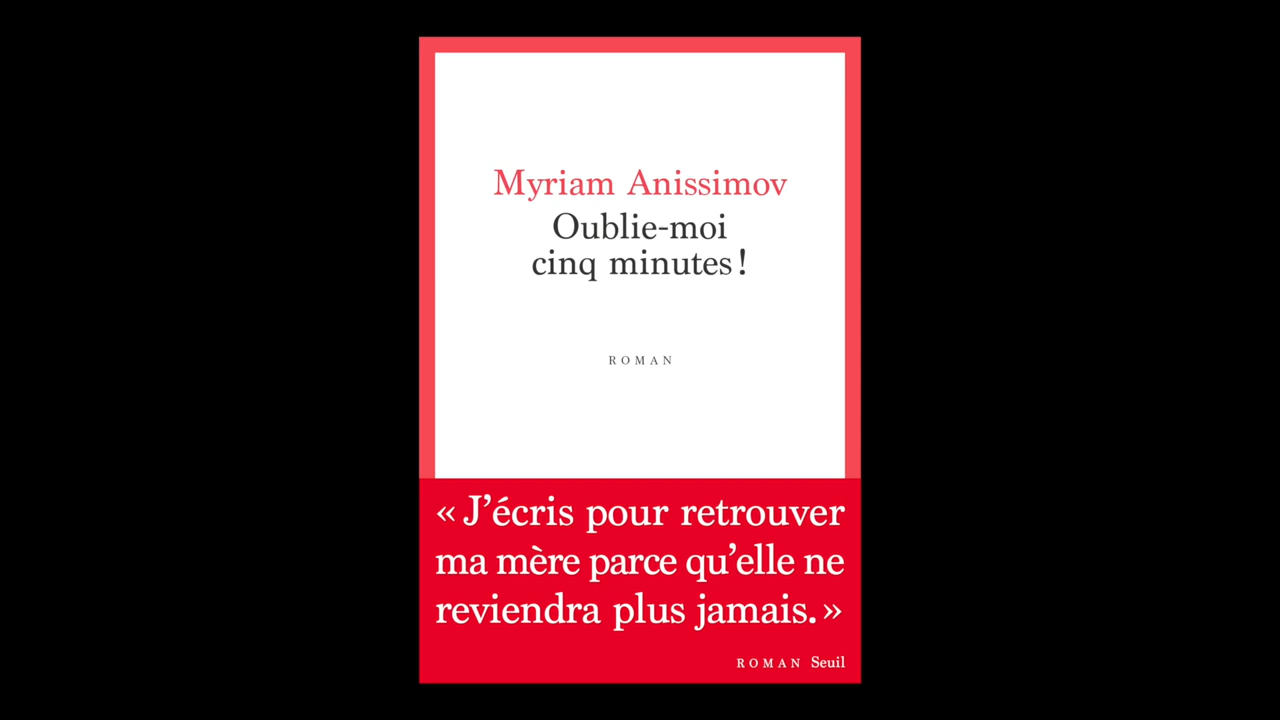 Myriam Anissimov
Oublie-moi
cinq minutes !
ROMAN
« J’écris pour retrouver
ma mère parce qu’elle ne
reviendra plus jamais. »
ROMAN Seuil